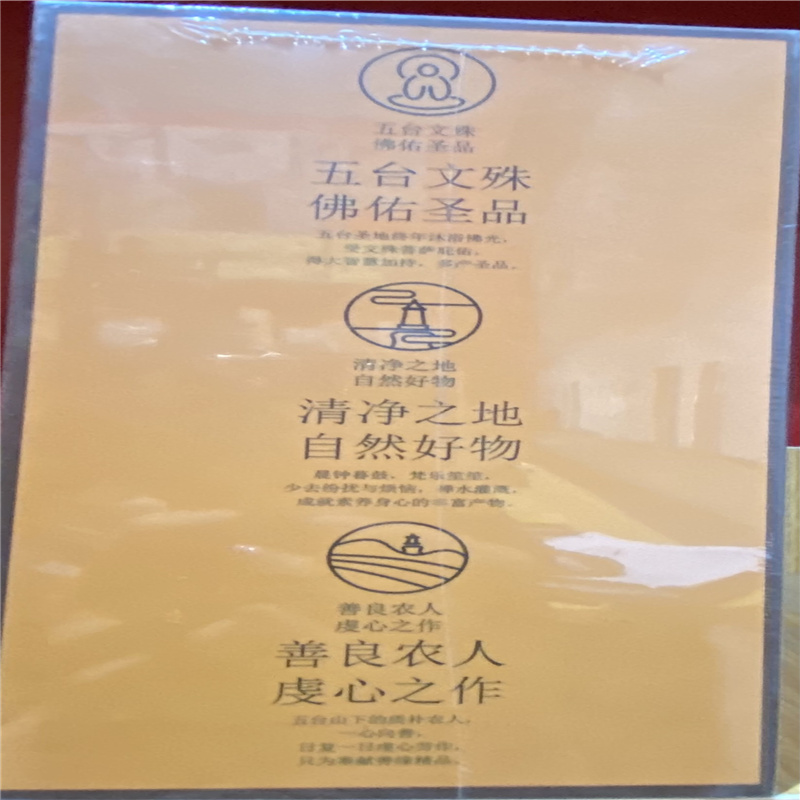 五台文殊
佛佑圣品
五台文殊
佛佑圣品
五台圣地终年沐浴佛光，
受文殊菩萨庇佑，
得大智慧加持，多产圣品。
清净之地
自然好物
清净之地
自然好物
晨钟暮鼓，梵乐笙笙，
少去纷扰与烦恼，禅水灌溉，
成就素养身心的丰富产物。
善良农人
虔心之作
善良农人
虔心之作
五台山下的质朴农人，
一心向善，
日复一日虔心劳作，
只为奉献善缘精品。